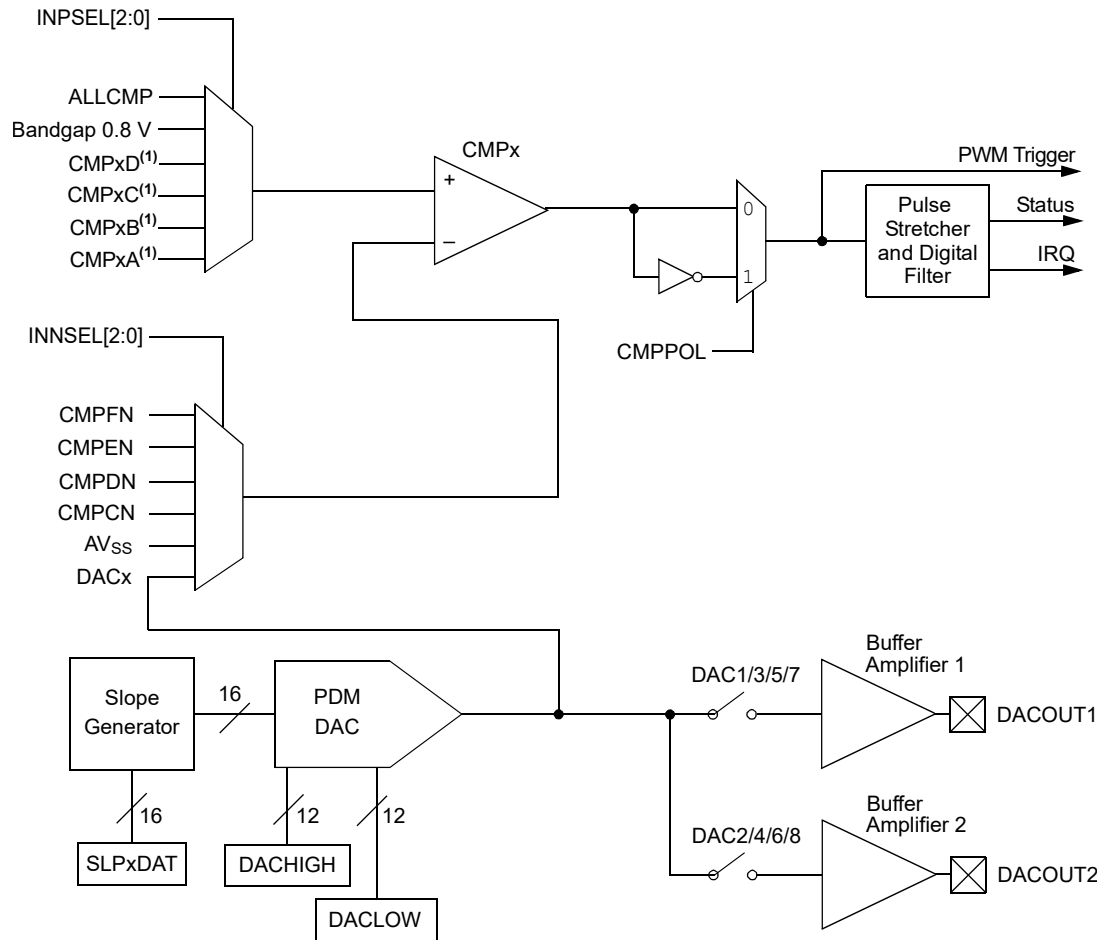 INPSEL[2:0]
ALLCMP
Bandgap 0.8 V
CMPxD(1)
CMPxC(1)
CMPxB(1)
CMPxA(1)
CMPx
+
–
0
1
CMPPOL
PWM Trigger
Pulse
Stretcher
and Digital
Filter
Status
IRQ
INNSEL[2:0]
CMPFN
CMPEN
CMPDN
CMPCN
AVSS
DACx
Slope
Generator
16
PDM
DAC
16
12
12
SLPxDAT
DACHIGH
DACLOW
DAC1/3/5/7
Buffer
Amplifier 1
DACOUT1
DAC2/4/6/8
Buffer
Amplifier 2
DACOUT2